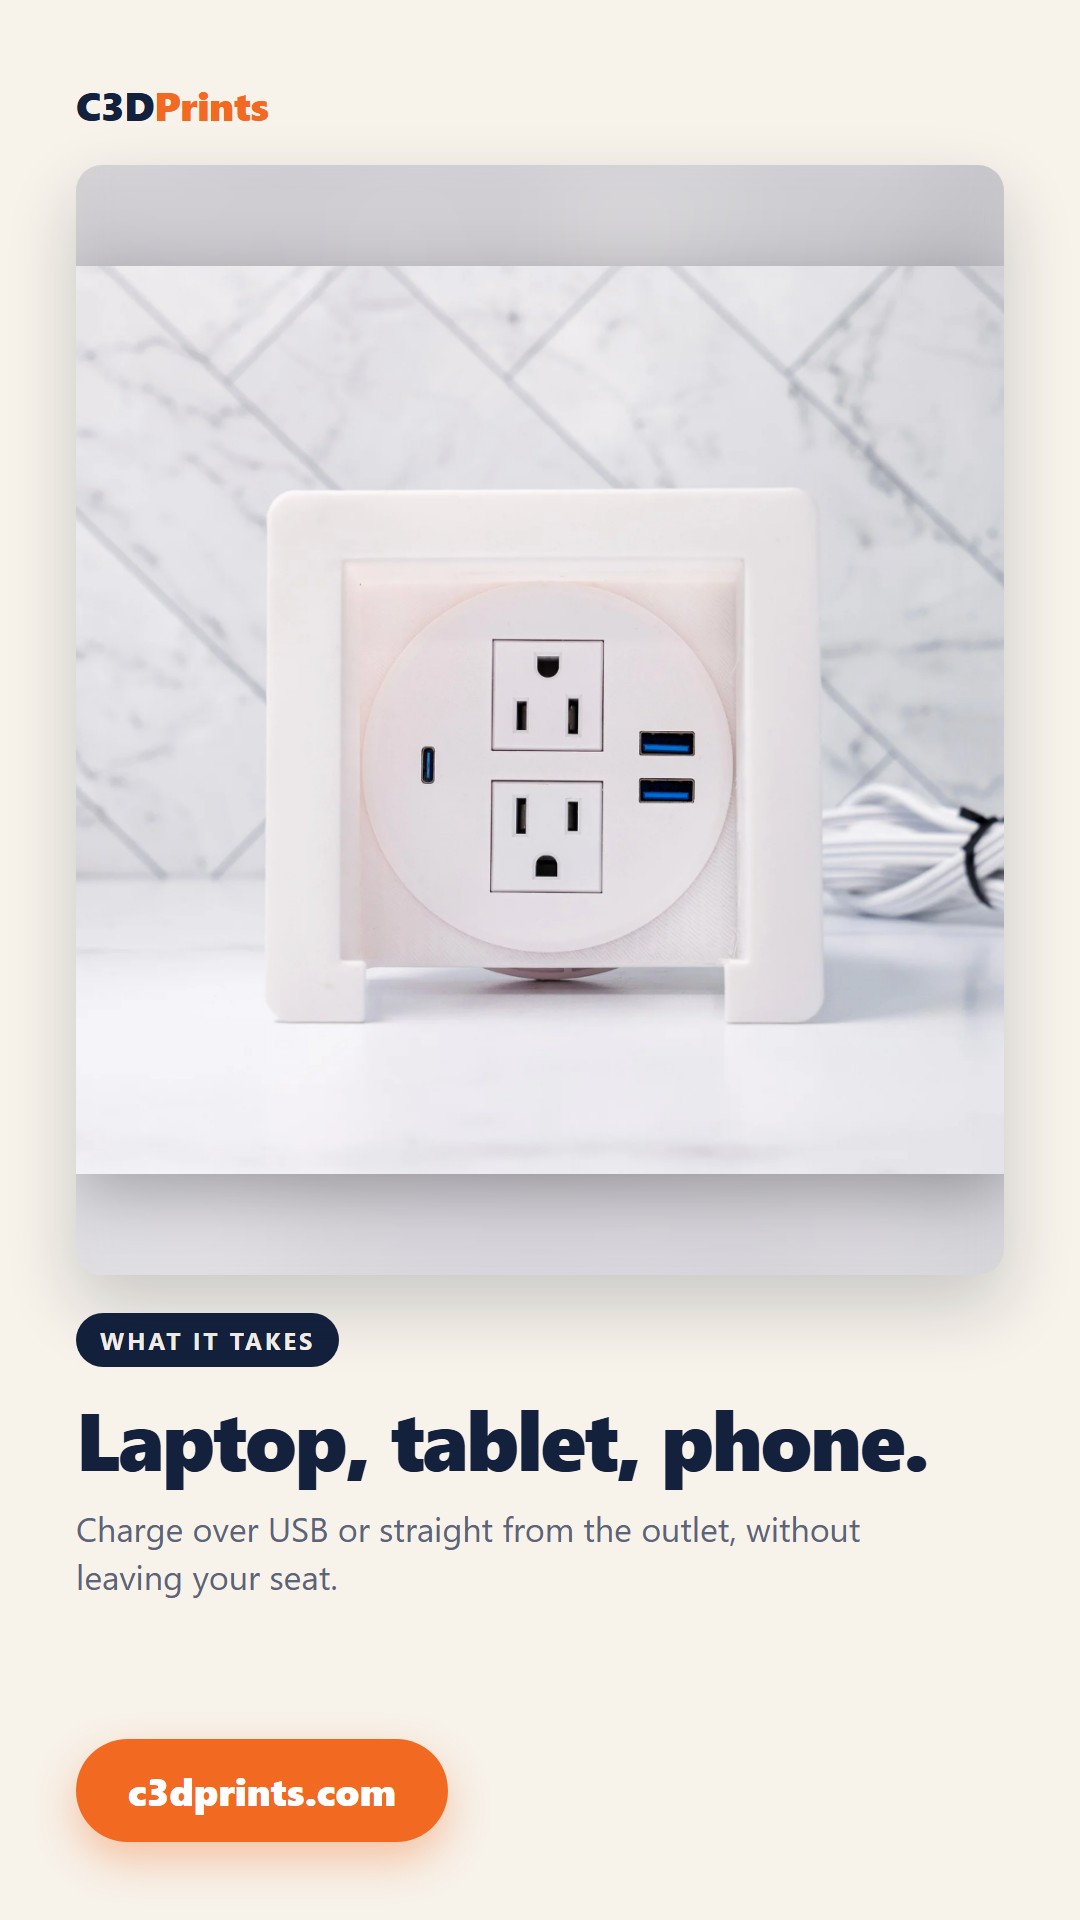 C3DPrints
WHAT IT TAKES
Laptop, tablet, phone.
Charge over USB or straight from the outlet, without
leaving your seat.
c3dprints.com